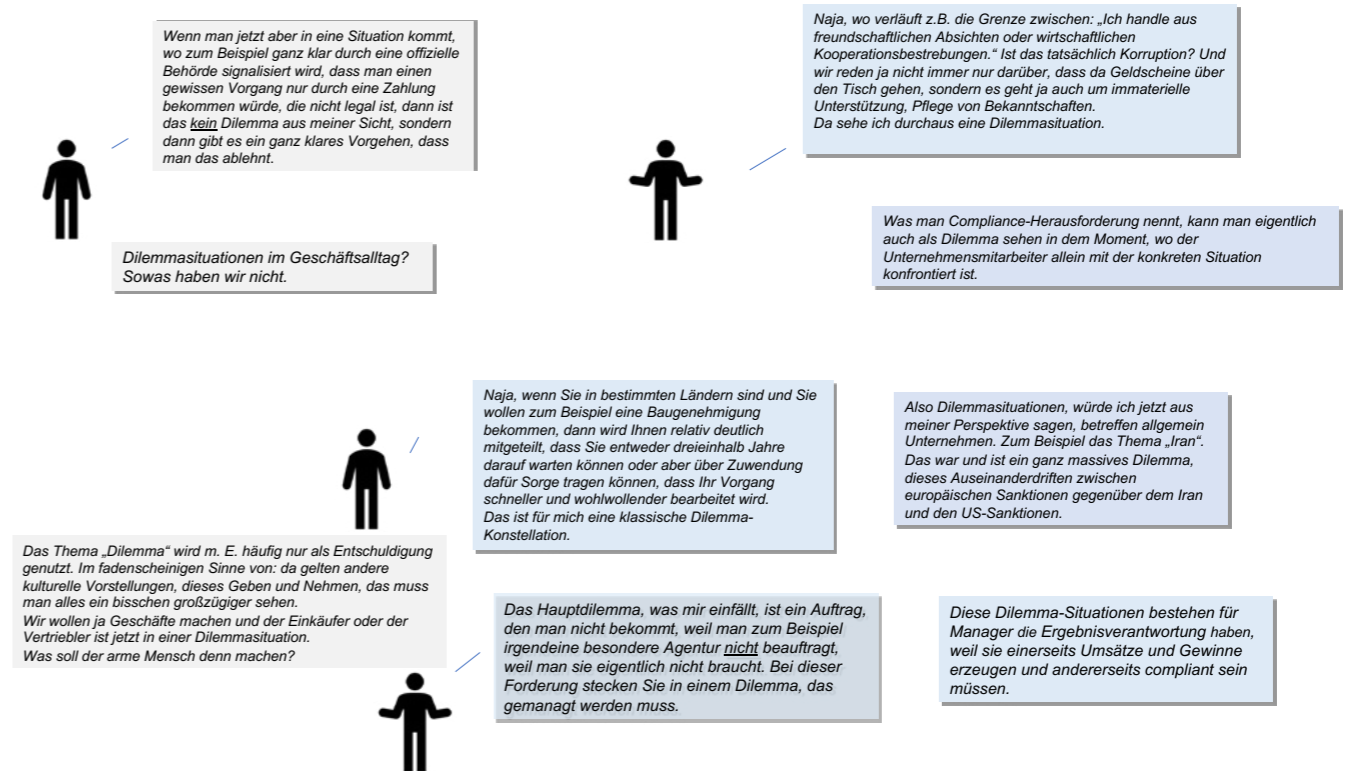 Wenn man jetzt aber in eine Situation kommt,
wo zum Beispiel ganz klar durch eine offizielle
Behörde signalisiert wird, dass man einen
gewissen Vorgang nur durch eine Zahlung
bekommen würde, die nicht legal ist, dann ist
das kein Dilemma aus meiner Sicht, sondern
dann gibt es ein ganz klares Vorgehen, dass
man das ablehnt.
Naja, wo verläuft z.B. die Grenze zwischen: „Ich handle aus
freundschaftlichen Absichten oder wirtschaftlichen
Kooperationsbestrebungen.“ Ist das tatsächlich Korruption? Und
wir reden ja nicht immer nur darüber, dass da Geldscheine über
den Tisch gehen, sondern es geht ja auch um immaterielle
Unterstützung, Pflege von Bekanntschaften.
Da sehe ich durchaus eine Dilemmasituation.
Dilemmasituationen im Geschäftsalltag?
Sowas haben wir nicht.
Was man Compliance-Herausforderung nennt, kann man eigentlich
auch als Dilemma sehen in dem Moment, wo der
Unternehmensmitarbeiter allein mit der konkreten Situation
konfrontiert ist.
Naja, wenn Sie in bestimmten Ländern sind und Sie
wollen zum Beispiel eine Baugenehmigung
bekommen, dann wird Ihnen relativ deutlich
mitgeteilt, dass Sie entweder dreieinhalb Jahre
darauf warten können oder aber über Zuwendung
dafür Sorge tragen können, dass Ihr Vorgang
schneller und wohlwollender bearbeitet wird.
Das ist für mich eine klassische Dilemma-
Konstellation.
Also Dilemmasituationen, würde ich jetzt aus
meiner Perspektive sagen, betreffen allgemein
Unternehmen. Zum Beispiel das Thema „Iran“.
Das war und ist ein ganz massives Dilemma,
dieses Auseinanderdriften zwischen
europäischen Sanktionen gegenüber dem Iran
und den US-Sanktionen.
Das Thema „Dilemma“ wird m. E. häufig nur als Entschuldigung
genutzt. Im fadenscheinigen Sinne von: da gelten andere
kulturelle Vorstellungen, dieses Geben und Nehmen, das muss
man alles ein bisschen großzügiger sehen.
Wir wollen ja Geschäfte machen und der Einkäufer oder der
Vertriebler ist jetzt in einer Dilemmasituation.
Was soll der arme Mensch denn machen?
Das Hauptdilemma, was mir einfällt, ist ein Auftrag,
den man nicht bekommt, weil man zum Beispiel
irgendeine besondere Agentur nicht beauftragt,
weil man sie eigentlich nicht braucht. Bei dieser
Forderung stecken Sie in einem Dilemma, das
gemanagt werden muss.
Diese Dilemma-Situationen bestehen für
Manager die Ergebnisverantwortung haben,
weil sie einerseits Umsätze und Gewinne
erzeugen und andererseits compliant sein
müssen.